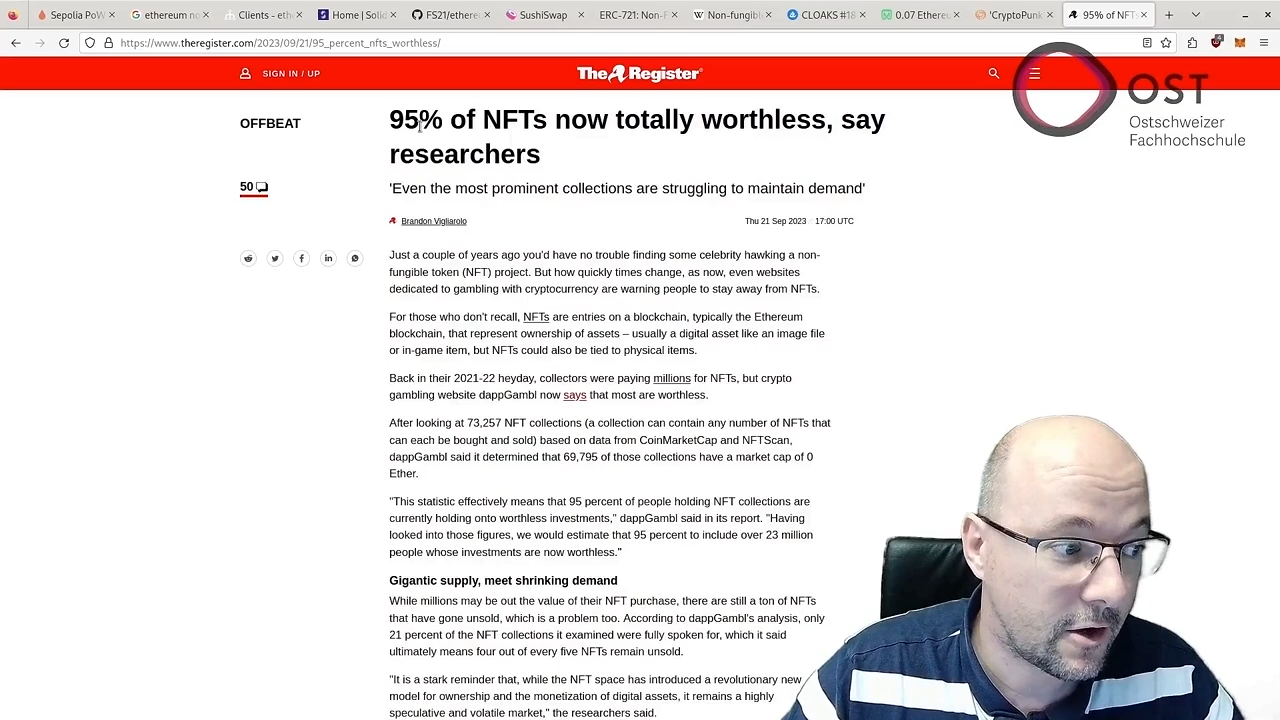 Sepolia PoW
ethereum no
Clients - eth
Home | Solid
FS21/ethere
SushiSwap
ERC-721: Non-F
Non-fungibl
CLOAKS #18
0.07 Ethereu
'CryptoPunk
95% of NFTs
https://www.theregister.com/2023/09/21/95_percent_nfts_worthless/
4
SIGN IN / UP
The Register
OST
Ostschweizer
Fachhochschule
OFFBEAT
95% of NFTs now totally worthless, say
researchers
50
'Even the most prominent collections are struggling to maintain demand'
Brandon Vigliarolo
Thu 21 Sep 2023 17:00 UTC
Just a couple of years ago you'd have no trouble finding some celebrity hawking a non-
fungible token (NFT) project. But how quickly times change, as now, even websites
dedicated to gambling with cryptocurrency are warning people to stay away from NFTs.
For those who don't recall, NFTs are entries on a blockchain, typically the Ethereum
blockchain, that represent ownership of assets – usually a digital asset like an image file
or in-game item, but NFTs could also be tied to physical items.
Back in their 2021-22 heyday, collectors were paying millions for NFTs, but crypto
gambling website dappGambl now says that most are worthless.
After looking at 73,257 NFT collections (a collection can contain any number of NFTs that
can each be bought and sold) based on data from CoinMarketCap and NFTScan,
dappGambl said it determined that 69,795 of those collections have a market cap of 0
Ether.
"This statistic effectively means that 95 percent of people holding NFT collections are
currently holding onto worthless investments," dappGambl said in its report. "Having
looked into those figures, we would estimate that 95 percent to include over 23 million
people whose investments are now worthless."
Gigantic supply, meet shrinking demand
While millions may be out the value of their NFT purchase, there are still a ton of NFTs
that have gone unsold, which is a problem too. According to dappGambl's analysis, only
21 percent of the NFT collections it examined were fully spoken for, which it said
ultimately means four out of every five NFTs remain unsold.
"It is a stark reminder that, while the NFT space has introduced a revolutionary new
model for ownership and the monetization of digital assets, it remains a highly
speculative and volatile market," the researchers said.